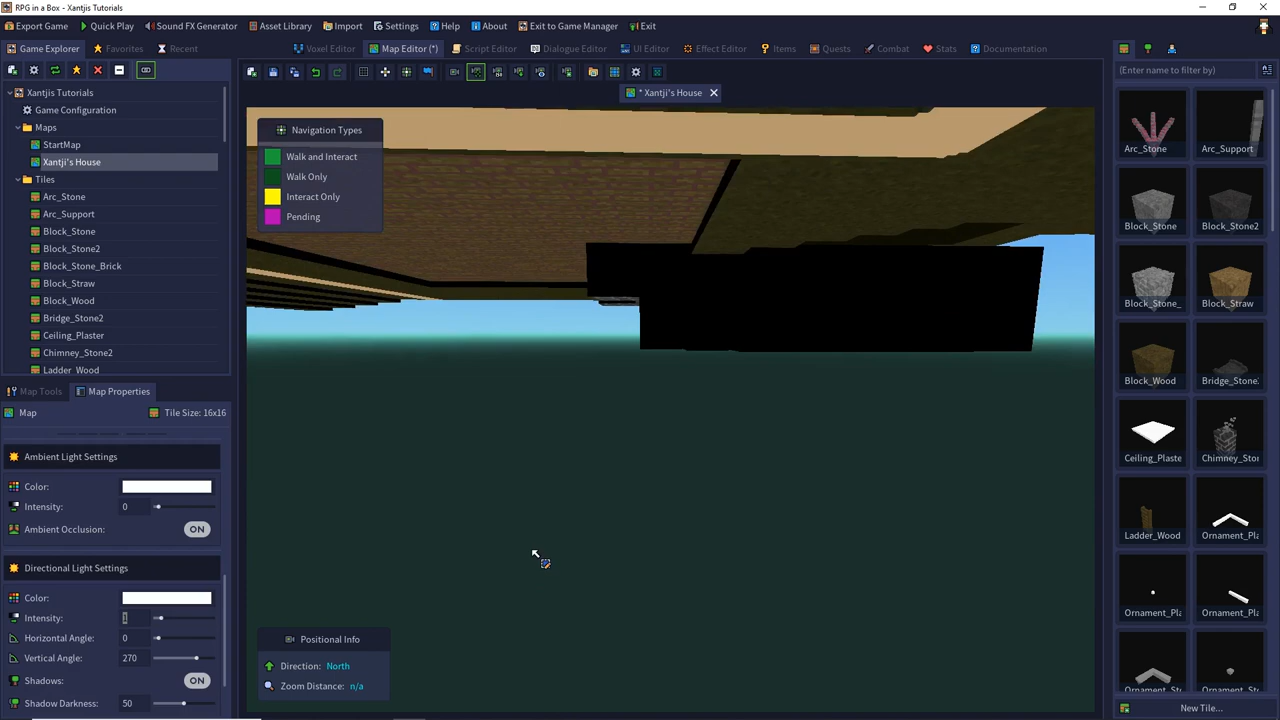 RPG in a Box - Xantjis Tutorials
Export Game Quick Play Sound FX Generator Asset Library Import Settings Help About Exit to Game Manager Exit
Game Explorer Favorites Recent Voxel Editor Map Editor (*) Script Editor Dialogue Editor UI Editor Effect Editor Items Quests Combat Stats Documentation
(Enter name to filter by)
* Xantji's House
Xantjis Tutorials
Game Configuration
Maps
StartMap
Xantji's House
Tiles
Arc_Stone
Arc_Support
Block_Stone
Block_Stone2
Block_Stone_Brick
Block_Straw
Block_Wood
Bridge_Stone2
Ceiling_Plaster
Chimney_Stone2
Ladder_Wood
Map Tools Map Properties
Map Tile Size: 16x16
Ambient Light Settings
Color:
Intensity: 0
Ambient Occlusion: ON
Directional Light Settings
Color:
Intensity: 1
Horizontal Angle: 0
Vertical Angle: 270
Shadows: ON
Shadow Darkness: 50
Navigation Types
Walk and Interact
Walk Only
Interact Only
Pending
Positional Info
Direction: North
Zoom Distance: n/a
Arc_Stone Arc_Support
Block_Stone Block_Stone2
Block_Stone_ Block_Straw
Block_Wood Bridge_Stone2
Ceiling_Plaste Chimney_Stor
Ladder_Wood Ornament_Pla
Ornament_Pla Ornament_Pla
Ornament_Sto Ornament_Sto
New Tile...